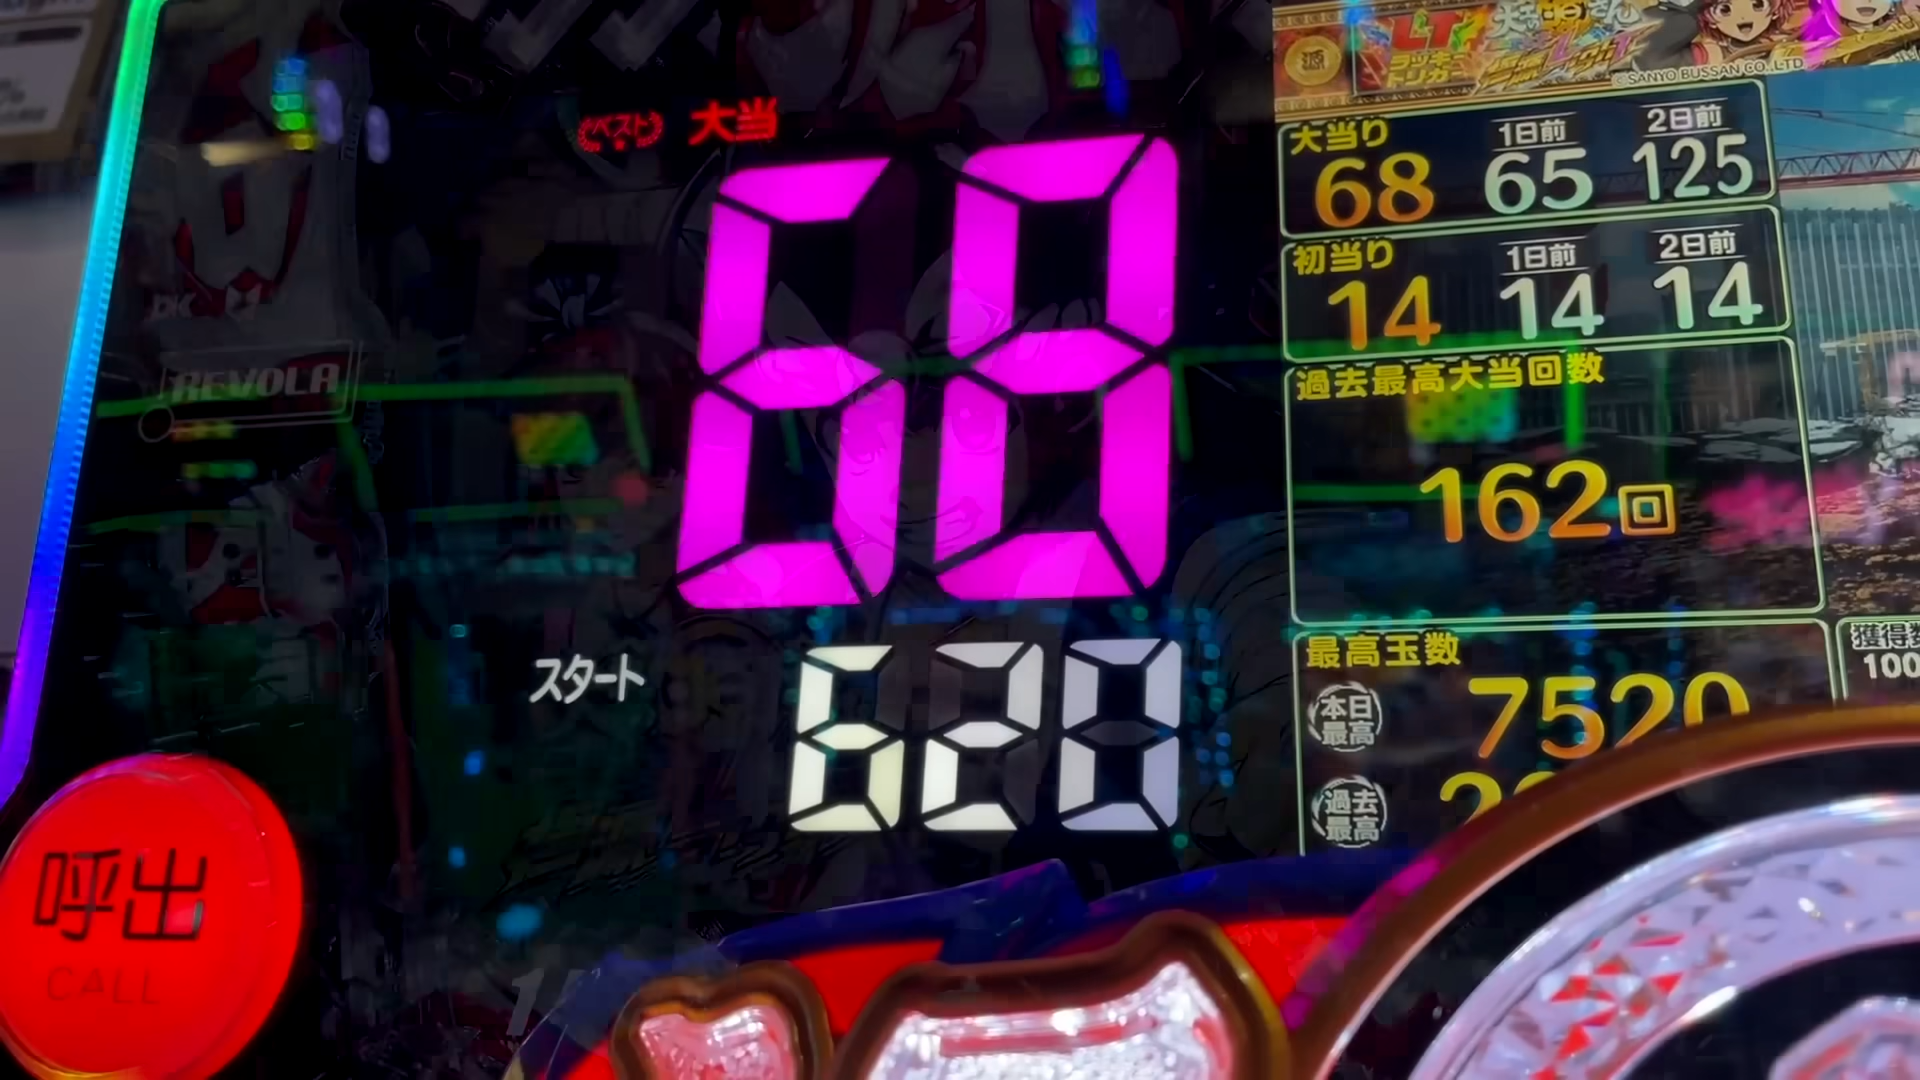 LT
ラッキー
トリガー
源
©SANYO BUSSAN CO.,LTD
ベスト 大当
68
スタート
620
大当り 1日前 2日前
68 65 125
初当り 1日前 2日前
14 14 14
過去最高大当回数
162回
最高玉数
本日
最高
7520
過去
最高
獲得
100
REVOLA
呼出
CALL